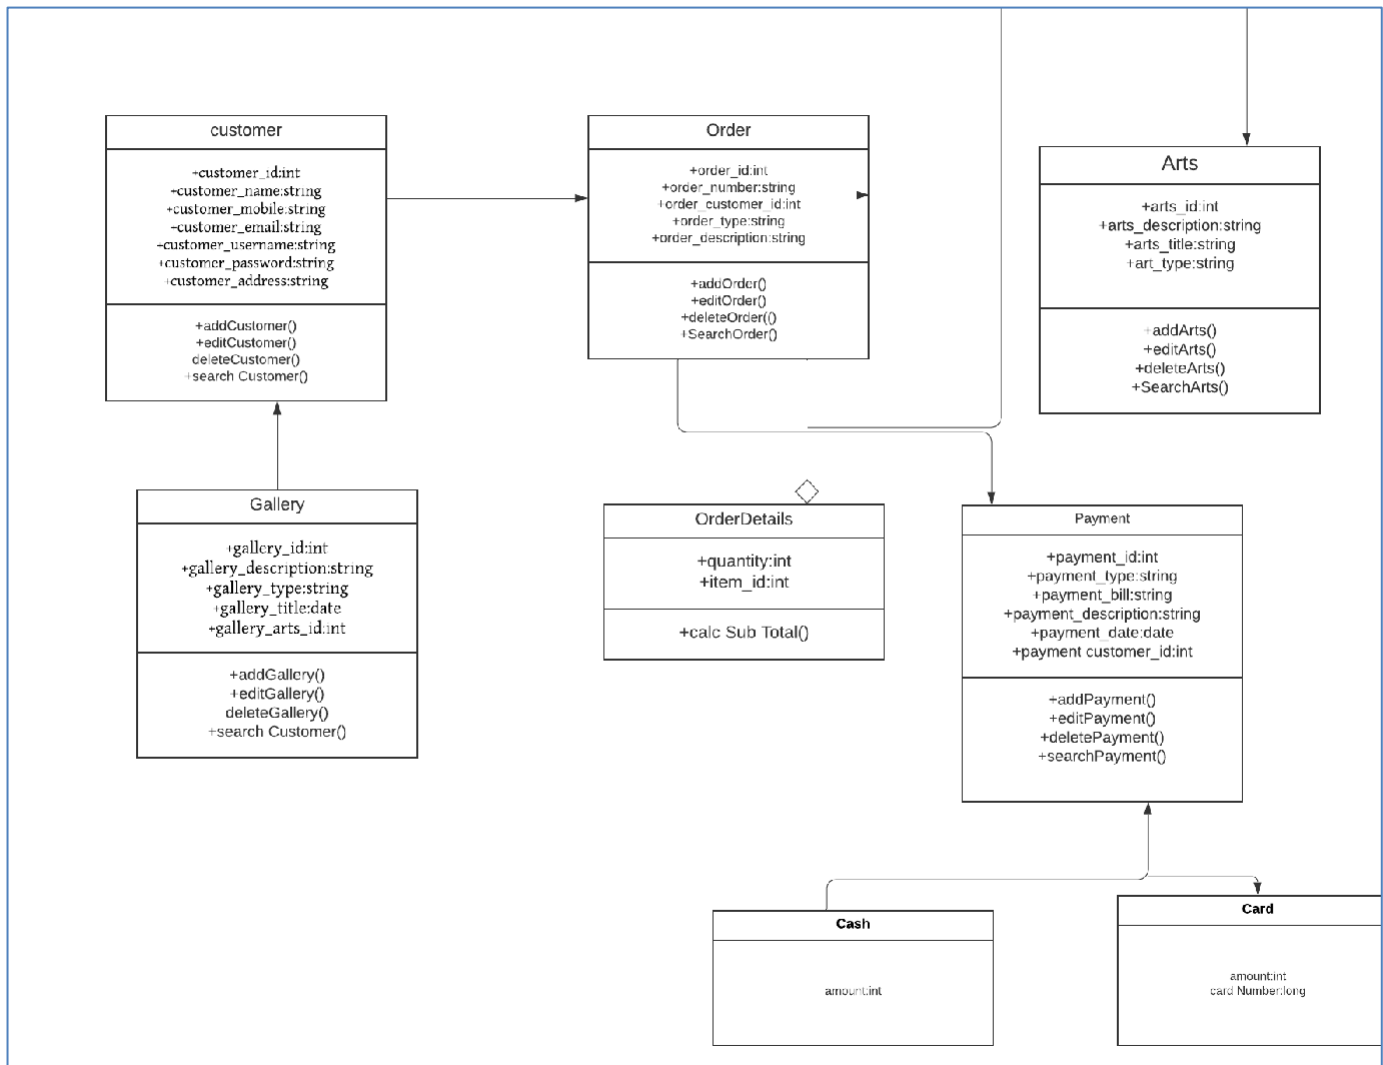 customer
+customer_id:int
+customer_name:string
+customer_mobile:string
+customer_email:string
+customer_username:string
+customer_password:string
+customer_address:string
+addCustomer()
+editCustomer()
deleteCustomer()
+search Customer()
Order
+order_id:int
+order_number:string
+order_customer_id:int
+order_type:string
+order_description:string
+addOrder()
+editOrder()
+deleteOrder(()
+SearchOrder()
Arts
+arts_id:int
+arts_description:string
+arts_title:string
+art_type:string
+addArts()
+editArts()
+deleteArts()
+SearchArts()
Gallery
+gallery_id:int
+gallery_description:string
+gallery_type:string
+gallery_title:date
+gallery_arts_id:int
+addGallery()
+editGallery()
deleteGallery()
+search Customer()
OrderDetails
+quantity:int
+item_id:int
+calc Sub Total()
Payment
+payment_id:int
+payment_type:string
+payment_bill:string
+payment_description:string
+payment_date:date
+payment customer_id:int
+addPayment()
+editPayment()
+deletePayment()
+searchPayment()
Cash
amount:int
Card
amount:int
card Number:long